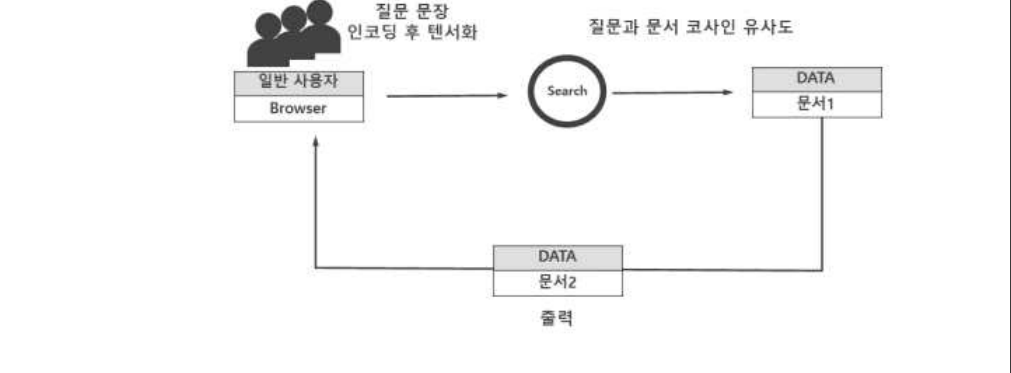 질문 문장
인코딩 후 텐서화
질문과 문서 코사인 유사도
일반 사용자
Browser
Search
DATA
문서1
DATA
문서2
줄력